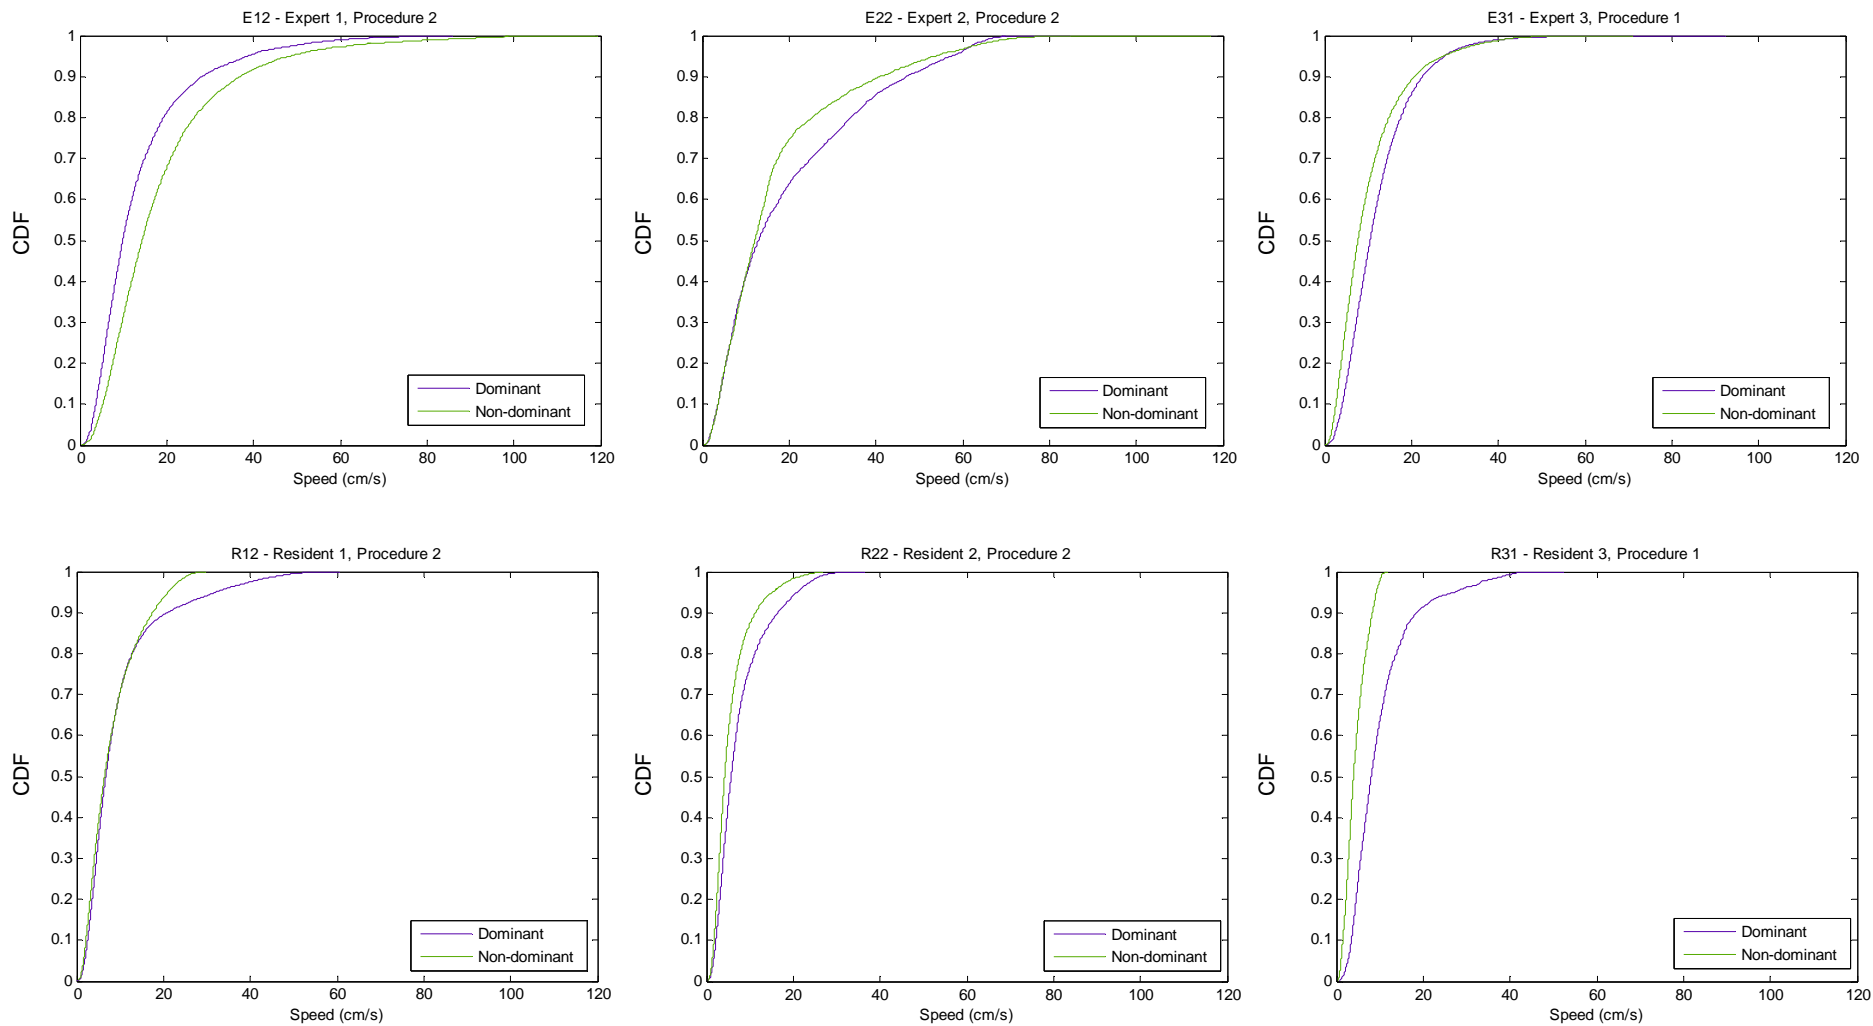 E12 - Expert 1, Procedure 2
1
0.9
0.8
0.7
0.6
0.5
0.4
0.3
0.2
0.1
0
CDF
0 20 40 60 80 100 120
Speed (cm/s)
Dominant
Non-dominant
E22 - Expert 2, Procedure 2
1
0.9
0.8
0.7
0.6
0.5
0.4
0.3
0.2
0.1
0
CDF
0 20 40 60 80 100 120
Speed (cm/s)
Dominant
Non-dominant
E31 - Expert 3, Procedure 1
1
0.9
0.8
0.7
0.6
0.5
0.4
0.3
0.2
0.1
0
CDF
0 20 40 60 80 100 120
Speed (cm/s)
Dominant
Non-dominant
R12 - Resident 1, Procedure 2
1
0.9
0.8
0.7
0.6
0.5
0.4
0.3
0.2
0.1
0
CDF
0 20 40 60 80 100 120
Speed (cm/s)
Dominant
Non-dominant
R22 - Resident 2, Procedure 2
1
0.9
0.8
0.7
0.6
0.5
0.4
0.3
0.2
0.1
0
CDF
0 20 40 60 80 100 120
Speed (cm/s)
Dominant
Non-dominant
R31 - Resident 3, Procedure 1
1
0.9
0.8
0.7
0.6
0.5
0.4
0.3
0.2
0.1
0
CDF
0 20 40 60 80 100 120
Speed (cm/s)
Dominant
Non-dominant